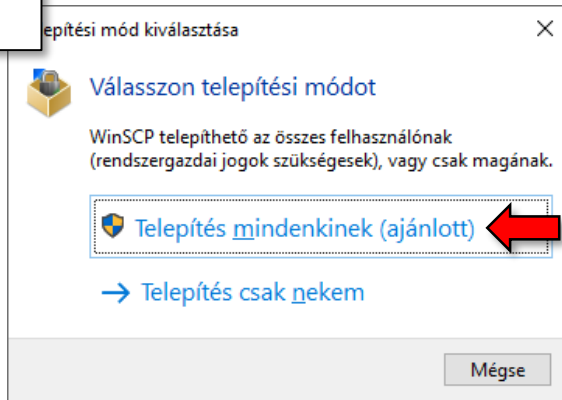 epítési mód kiválasztása
Válasszon telepítési módot
WinSCP telepíthető az összes felhasználónak
(rendszergazdai jogok szükségesek), vagy csak magának.
Telepítés mindenkinek (ajánlott)
Telepítés csak nekem
Mégse